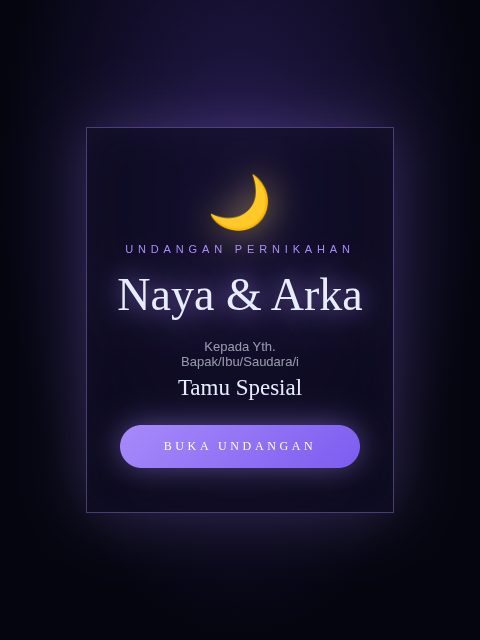 UNDANGAN PERNIKAHAN
Naya & Arka
Kepada Yth.
Bapak/Ibu/Saudara/i
Tamu Spesial
BUKA UNDANGAN